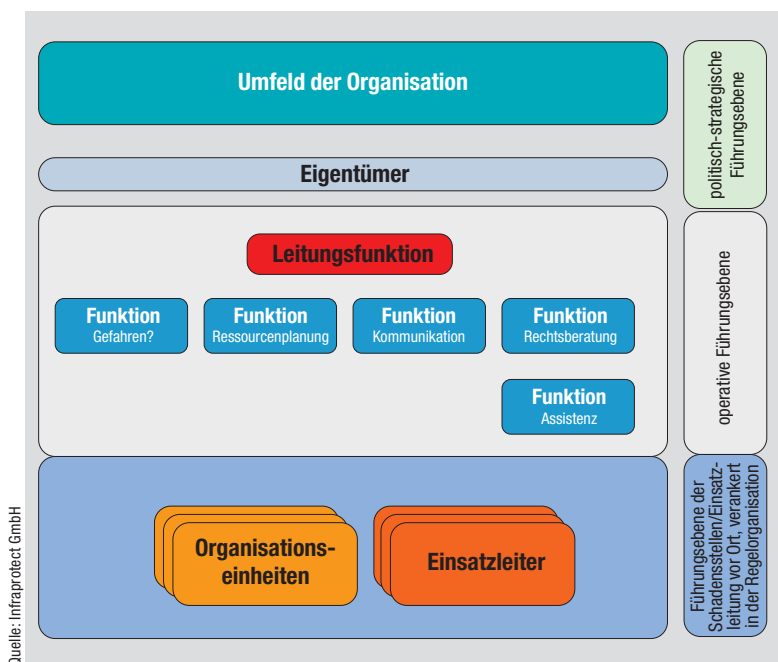 Umfeld der Organisation
Eigentümer
politisch-strategische
Führungsebene
Leitungsfunktion
Funktion
Gefahren?
Funktion
Ressourcenplanung
Funktion
Kommunikation
Funktion
Rechtsberatung
Funktion
Assistenz
operative Führungsebene
Organisations-
einheiten
Einsatzleiter
Führungsebene der
Schadensstellen/Einsatz-
leitung vor Ort, verankert
in der Regelorganisation
Quelle: Infraprotect GmbH